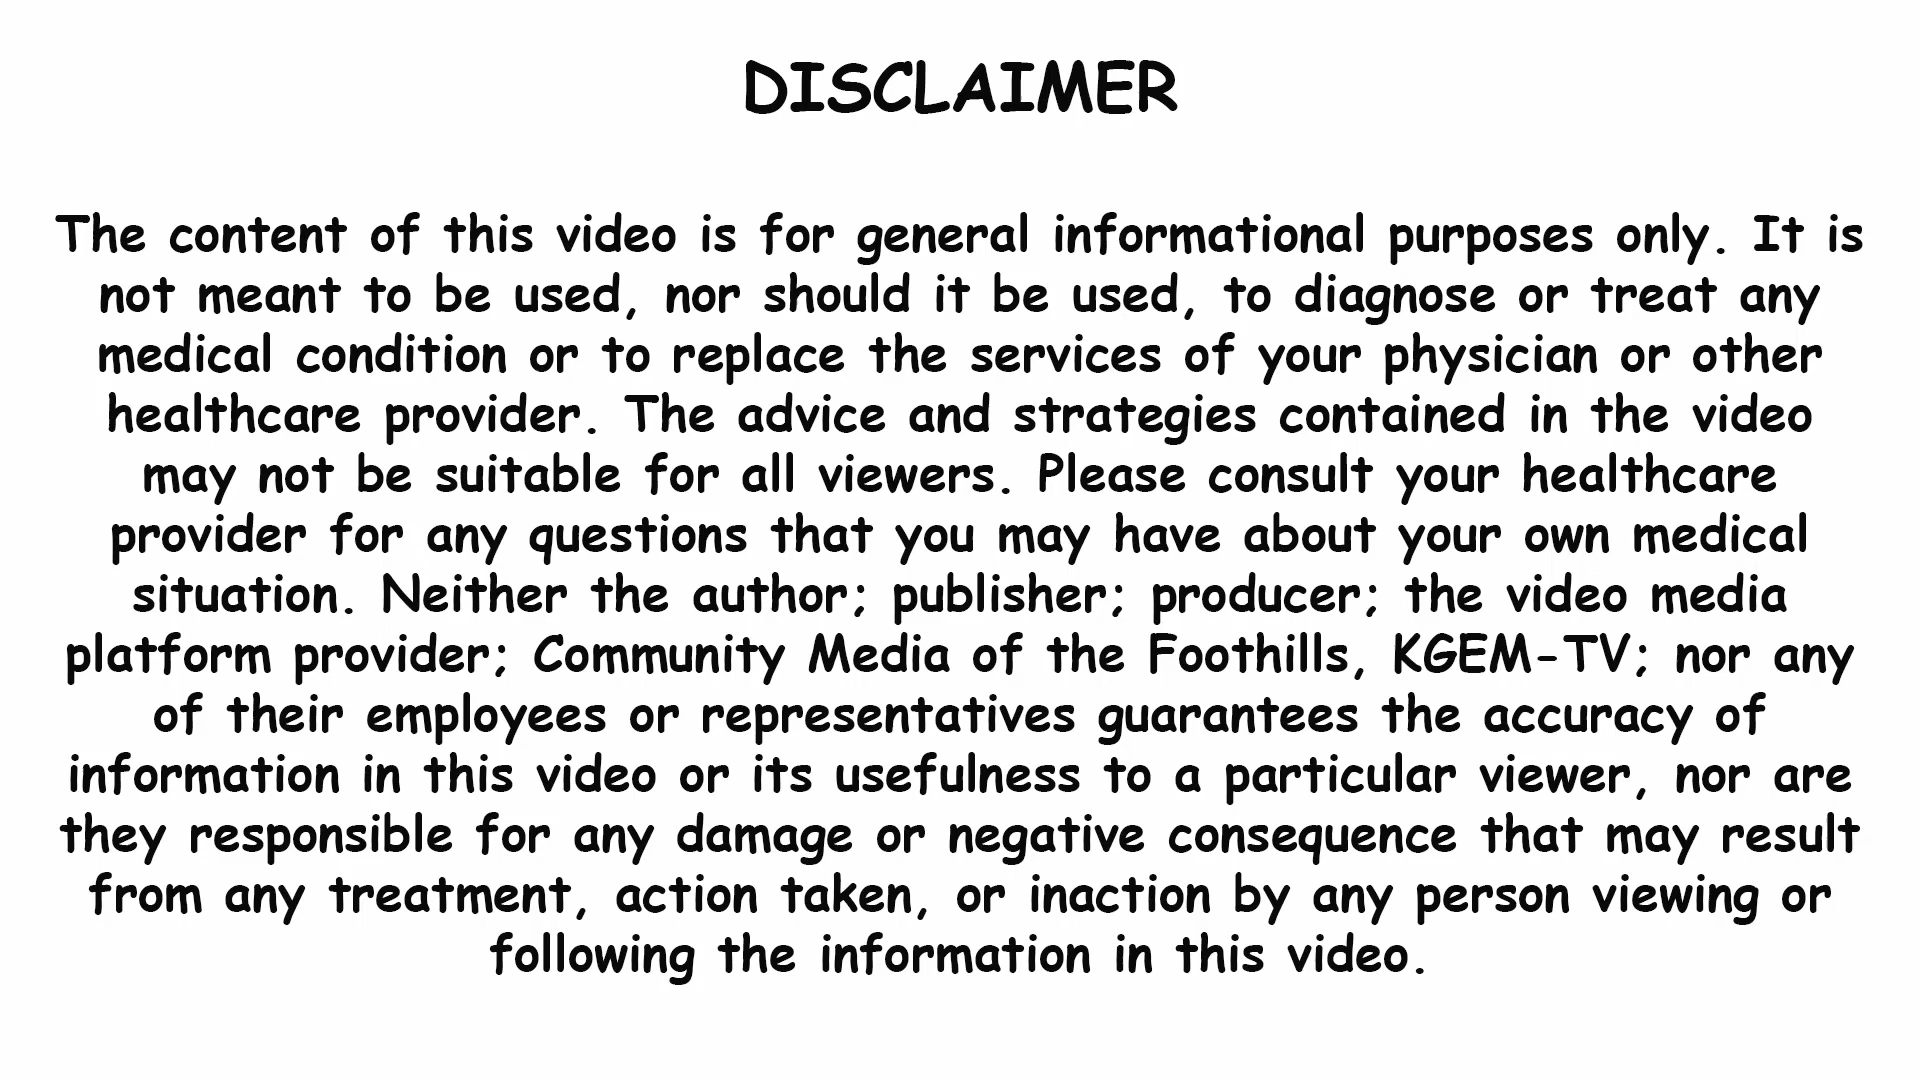 DISCLAIMER
The content of this video is for general informational purposes only. It is
not meant to be used, nor should it be used, to diagnose or treat any
medical condition or to replace the services of your physician or other
healthcare provider. The advice and strategies contained in the video
may not be suitable for all viewers. Please consult your healthcare
provider for any questions that you may have about your own medical
situation. Neither the author; publisher; producer; the video media
platform provider; Community Media of the Foothills, KGEM-TV; nor any
of their employees or representatives guarantees the accuracy of
information in this video or its usefulness to a particular viewer, nor are
they responsible for any damage or negative consequence that may result
from any treatment, action taken, or inaction by any person viewing or
following the information in this video.